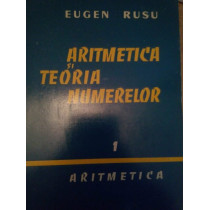 EUGEN RUSU
ARITMETICA
ȘI
TEORIA
NUMERELOR
1
ARITMETICA